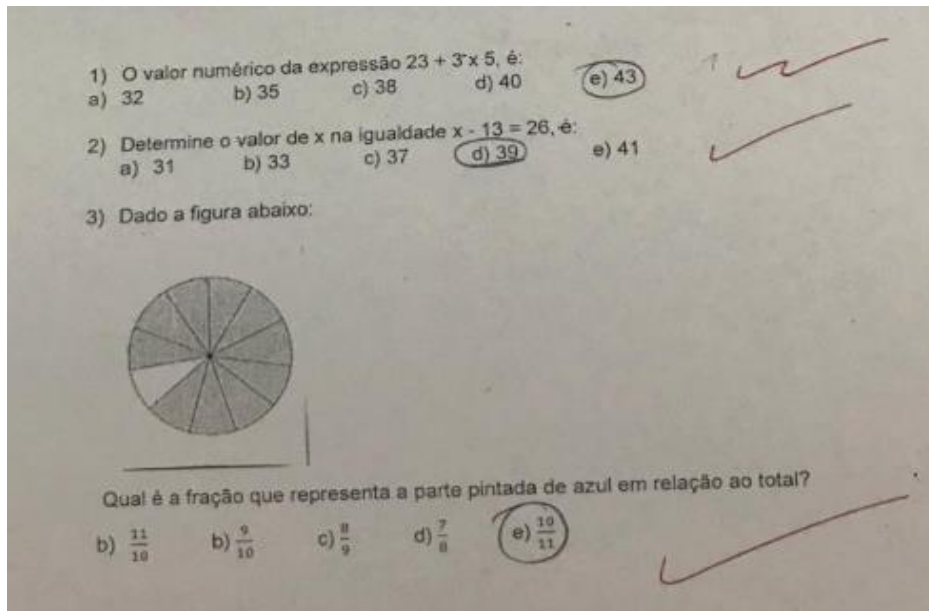 1) O valor numérico da expressão 23 + 3 x 5, é:
a) 32 b) 35 c) 38 d) 40 e) 43
2) Determine o valor de x na igualdade x - 13 = 26, é:
a) 31 b) 33 c) 37 d) 39 e) 41
3) Dado a figura abaixo:
Qual é a fração que representa a parte pintada de azul em relação ao total?
b) 11/10 b) 9/10 c) 8/9 d) 7/8 e) 10/11